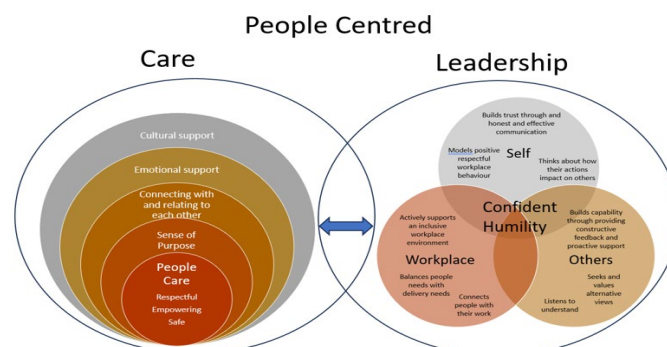 People Centred
Care
Leadership
Cultural support
Emotional support
Connecting with
and relating to
each other
Sense of
Purpose
People
Care
Respectful
Empowering
Safe
Builds trust through and
honest and effective
communication
Self
Models positive
respectful
workplace
behaviour
Thinks about how
their actions
impact on others
Confident
Humility
Actively supports
an inclusive
workplace
environment
Workplace
Balances people
needs with
delivery needs
Connects
people with
their work
Builds capability
through providing
constructive
feedback and
proactive support
Others
Seeks and
values
alternative
views
Listens to
understand